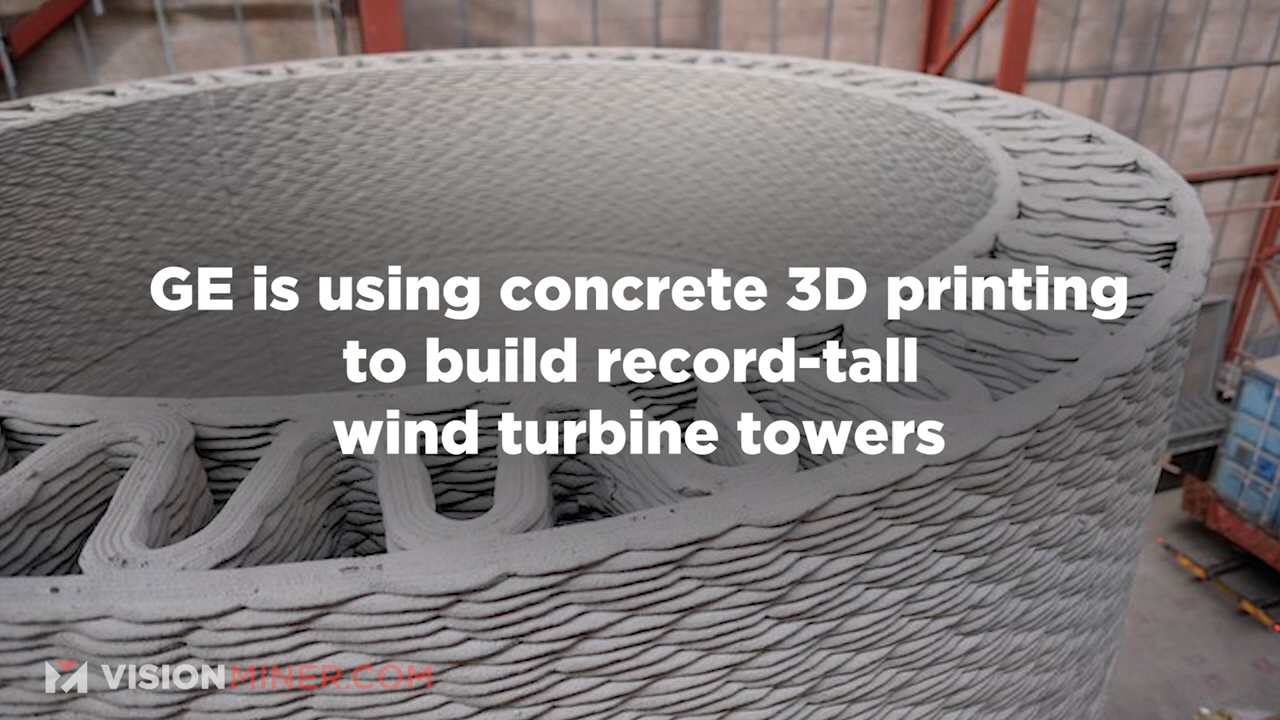 GE is using concrete 3D printing
to build record-tall
wind turbine towers
VISIONMINER.COM